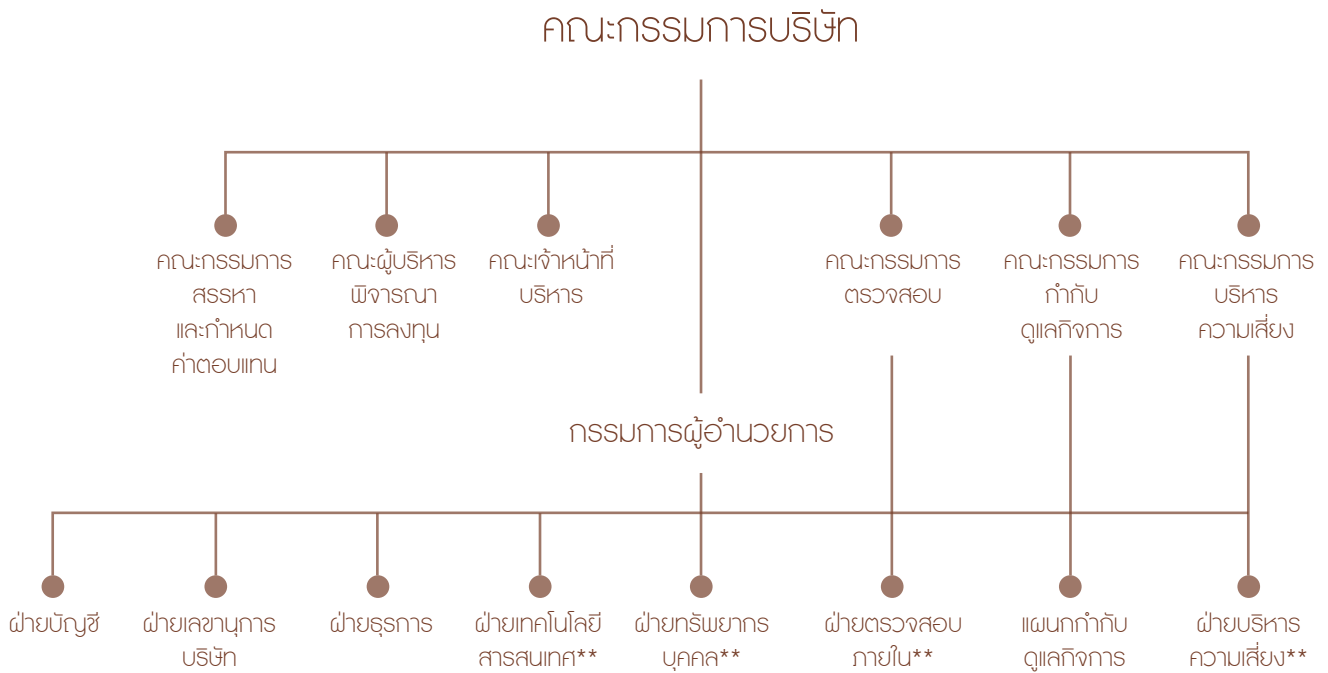 คณะกรรมการบริษัท
คณะกรรมการ
สรรหา
และกำหนด
ค่าตอบแทน
คณะผู้บริหาร
พิจารณา
การลงทุน
คณะเจ้าหน้าที่
บริหาร
คณะกรรมการ
ตรวจสอบ
คณะกรรมการ
กำกับ
ดูแลกิจการ
คณะกรรมการ
บริหาร
ความเสี่ยง
กรรมการผู้อำนวยการ
ฝ่ายบัญชี
ฝ่ายเลขานุการ
บริษัท
ฝ่ายธุรการ
ฝ่ายเทคโนโลยี
สารสนเทศ**
ฝ่ายทรัพยากร
บุคคล**
ฝ่ายตรวจสอบ
ภายใน**
แผนกกำกับ
ดูแลกิจการ
ฝ่ายบริหาร
ความเสี่ยง**